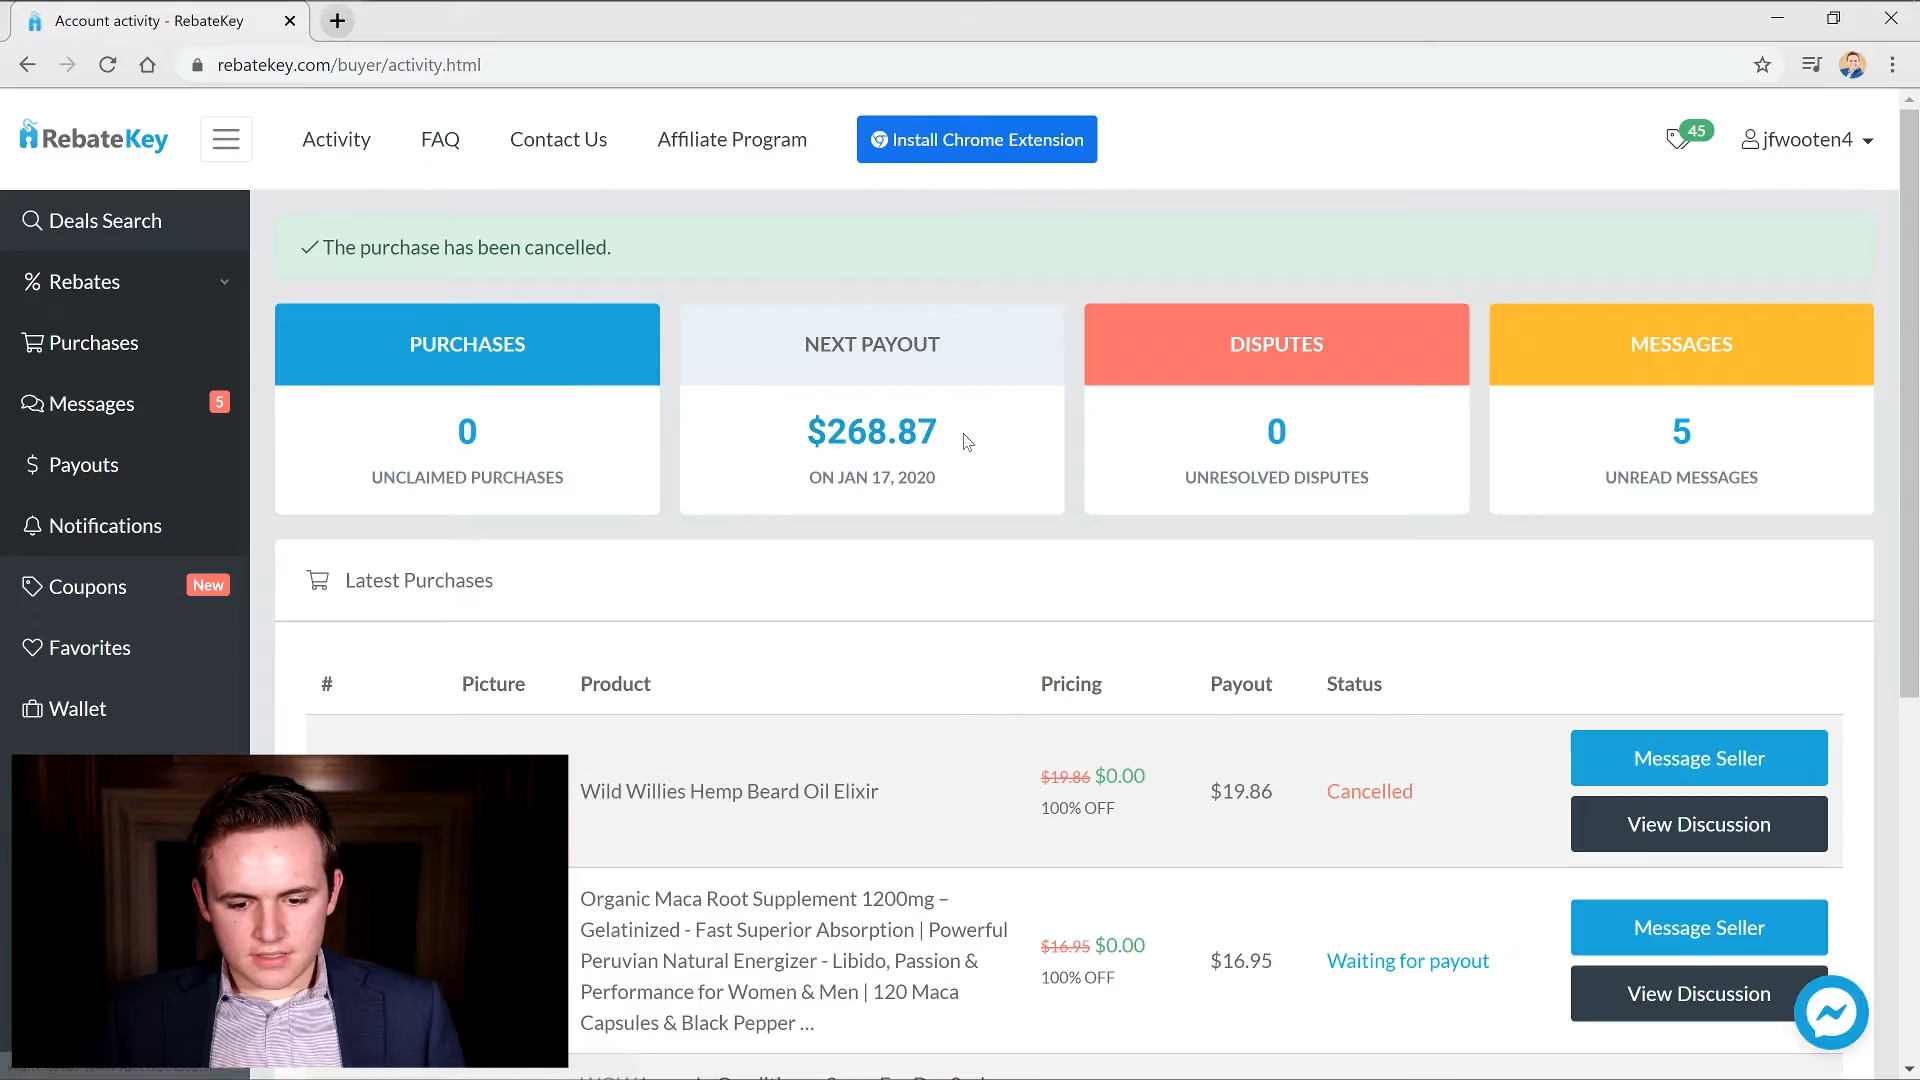 Account activity - RebateKey
rebatekey.com/buyer/activity.html
RebateKey
Activity
FAQ
Contact Us
Affiliate Program
Install Chrome Extension
45
jfwooten4
Deals Search
Rebates
Purchases
Messages
5
Payouts
Notifications
Coupons
New
Favorites
Wallet
The purchase has been cancelled.
PURCHASES
0
UNCLAIMED PURCHASES
NEXT PAYOUT
$268.87
ON JAN 17, 2020
DISPUTES
0
UNRESOLVED DISPUTES
MESSAGES
5
UNREAD MESSAGES
Latest Purchases
# Picture Product Pricing Payout Status
Wild Willies Hemp Beard Oil Elixir
$19.86 $0.00
100% OFF
$19.86
Cancelled
Message Seller
View Discussion
Organic Maca Root Supplement 1200mg –
Gelatinized - Fast Superior Absorption | Powerful
Peruvian Natural Energizer - Libido, Passion &
Performance for Women & Men | 120 Maca
Capsules & Black Pepper ...
$16.95 $0.00
100% OFF
$16.95
Waiting for payout
Message Seller
View Discussion